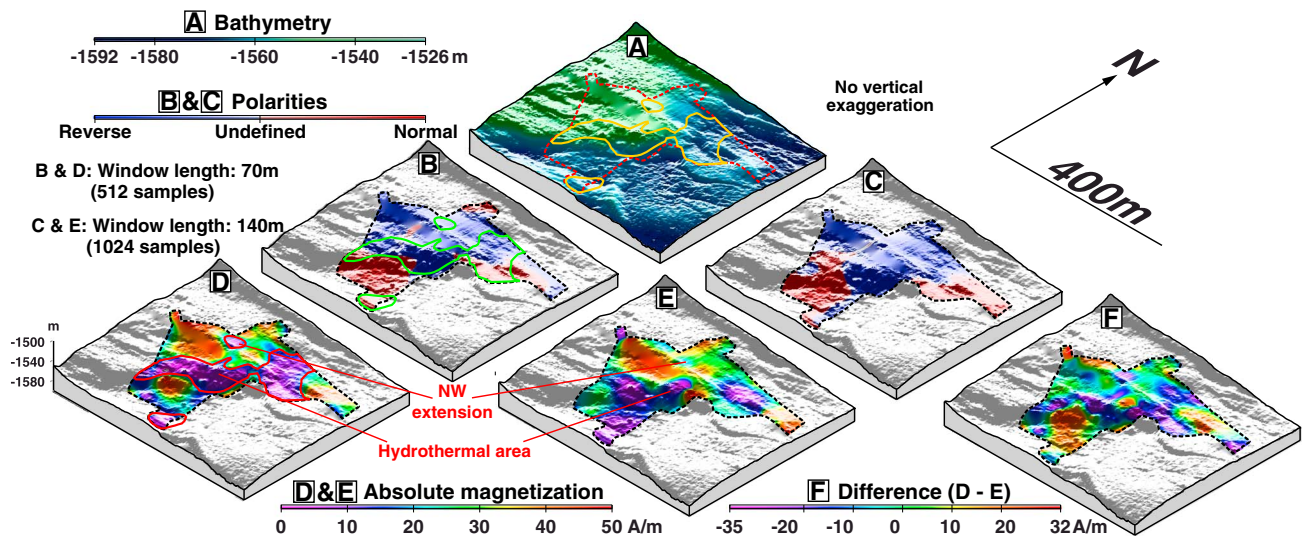 A Bathymetry
-1592 -1580 -1560 -1540 -1526 m
B&C Polarities
Reverse Undefined Normal
B & D: Window length: 70m
(512 samples)
C & E: Window length: 140m
(1024 samples)
A
No vertical
exaggeration
N
400m
B
C
D
E
F
m
-1500
-1540
-1580
NW
extension
Hydrothermal area
D&E Absolute magnetization
0 10 20 30 40 50 A/m
F Difference (D - E)
-35 -20 -10 0 10 20 32 A/m